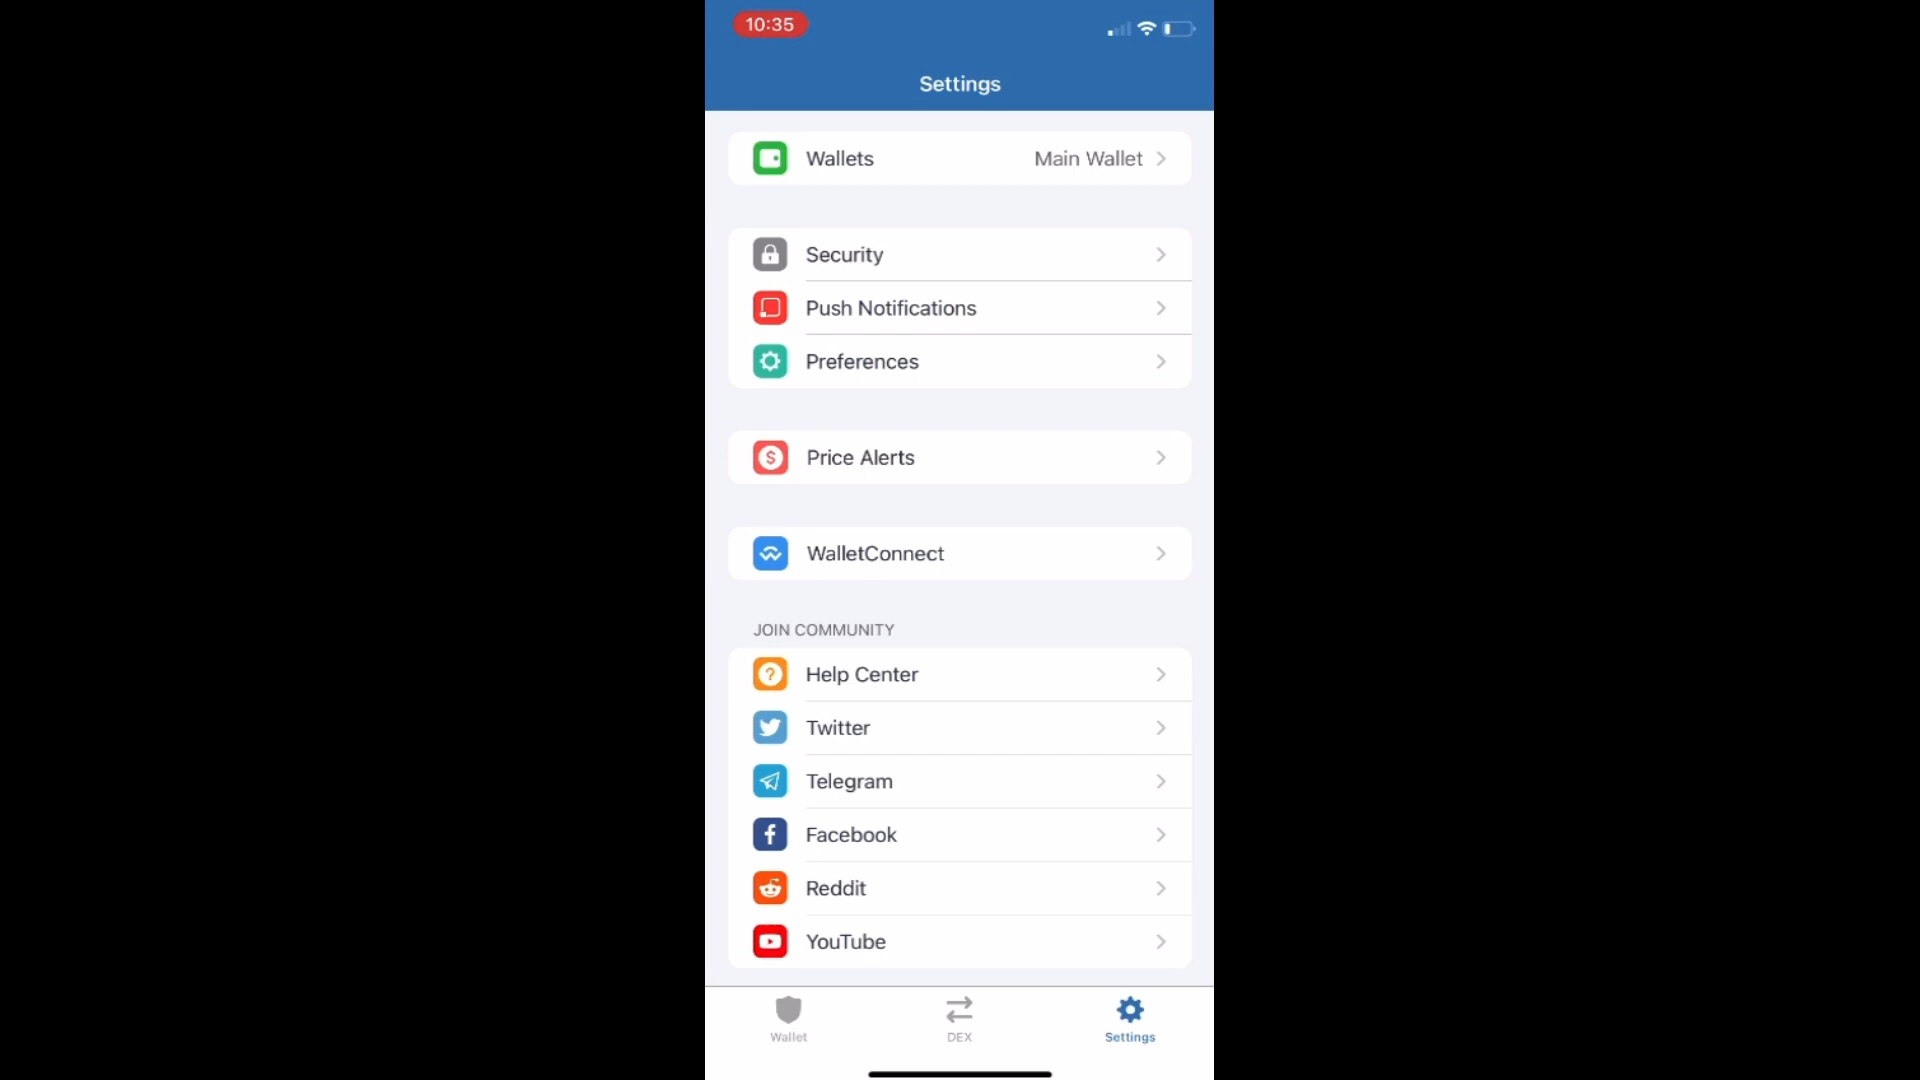 10:35
Settings
Wallets Main Wallet
Security
Push Notifications
Preferences
Price Alerts
WalletConnect
JOIN COMMUNITY
Help Center
Twitter
Telegram
Facebook
Reddit
YouTube
Wallet DEX Settings